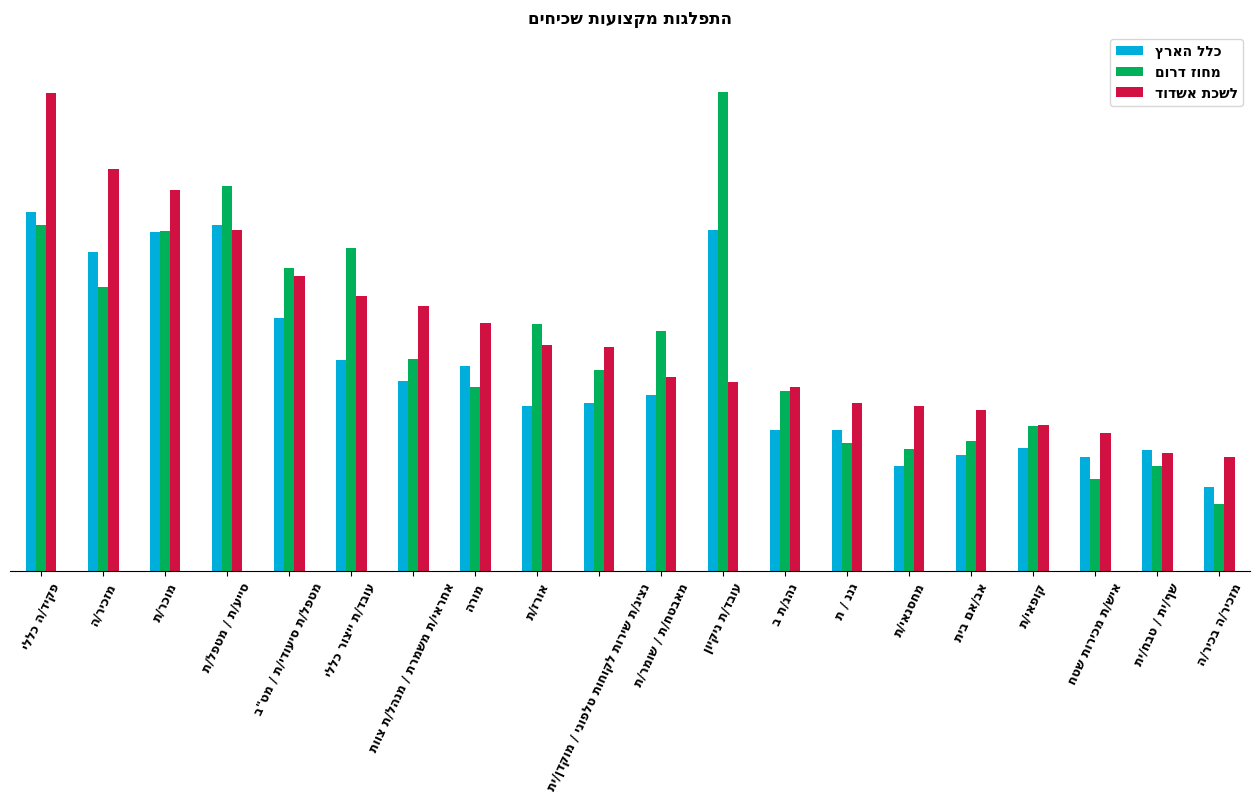 התפלגות מקצועות שכיחים
כלל הארץ
מחוז דרום
לשכת אשדוד
פקיד/ה כללי
מזכיר/ה
מוכר/ת
סייע/ת / מטפל/ת
מטפל/ת סיעודי/ת / מט"ב
עובד/ת ייצור כללי
אחראי/ת משמרת / מנהל/ת צוות
מורה
אורז/ת
נציג/ת שירות לקוחות טלפוני / מוקדן/ית
מאבטח/ת / שומר/ת
עובד/ת ניקיון
נהג/ת ב
גנן / ת
מחסנאי/ת
אב/אם בית
קופאי/ת
איש/ת מכירות שטח
שף/ית / טבח/ית
מזכיר/ה בכיר/ה